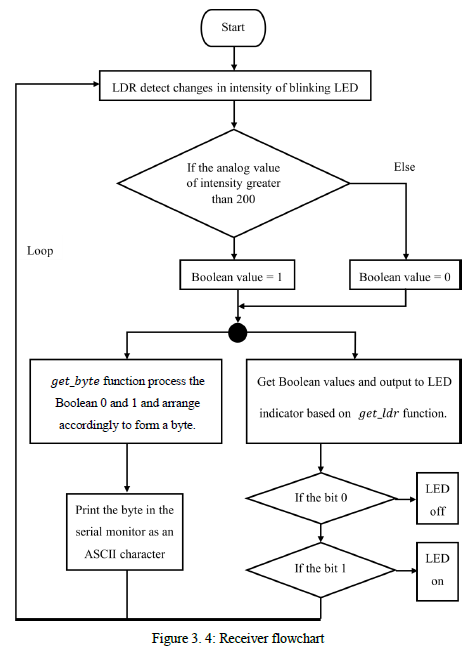 Start
LDR detect changes in intensity of blinking LED
If the analog value
of intensity greater
than 200
Else
Loop
Boolean value = 1
Boolean value = 0
get_byte function process the
Boolean 0 and 1 and arrange
accordingly to form a byte.
Get Boolean values and output to LED
indicator based on get_ldr function.
Print the byte in the
serial monitor as an
ASCII character
If the bit 0
LED
off
If the bit 1
LED
on
Figure 3. 4: Receiver flowchart